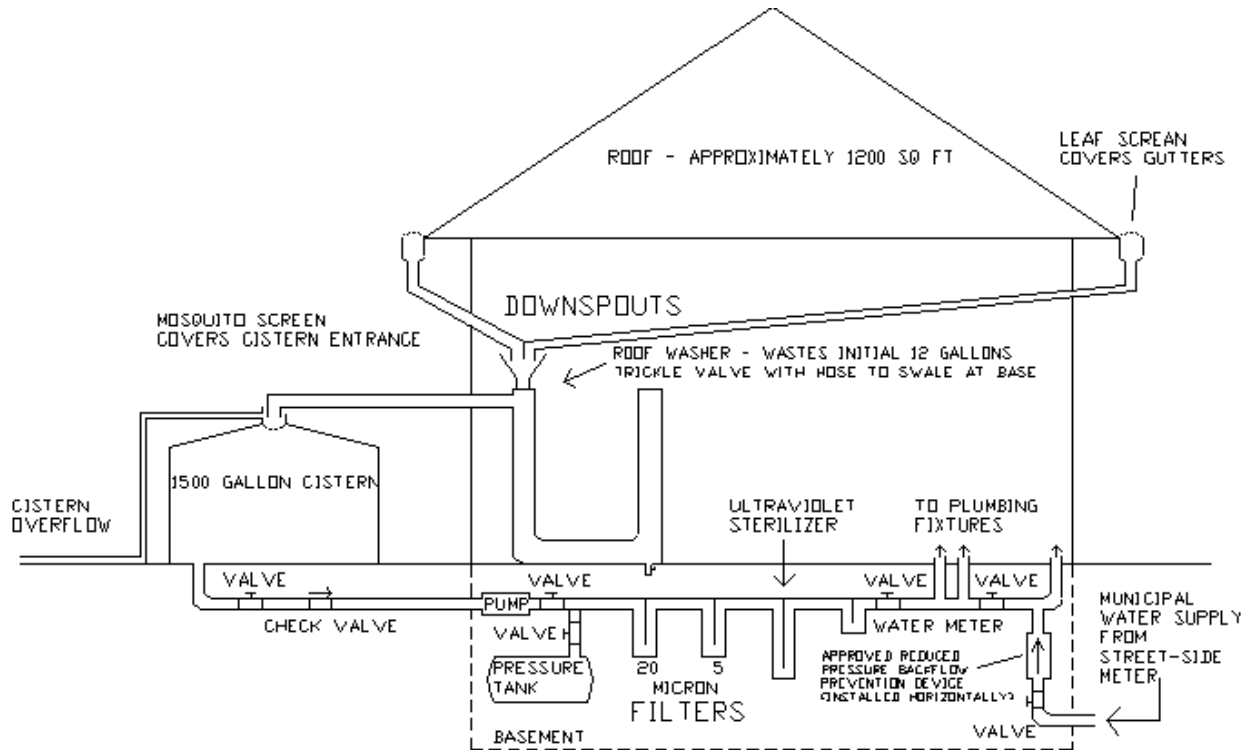 ROOF - APPROXIMATELY 1200 SQ FT
LEAF SCREAN
COVERS GUTTERS
DOWNSPOUTS
MOSQUITO SCREEN
COVERS CISTERN ENTRANCE
ROOF WASHER - WASTES INITIAL 12 GALLONS
TRICKLE VALVE WITH HOSE TO SWALE AT BASE
1500 GALLON CISTERN
CISTERN
OVERFLOW
ULTRAVIOLET
STERILIZER
TO PLUMBING
FIXTURES
VALVE
CHECK VALVE
PUMP
VALVE
VALVE
PRESSURE
TANK
20
5
MICRON
FILTERS
VALVE
WATER METER
VALVE
APPROVED REDUCED
PRESSURE BACKFLOW
PREVENTION DEVICE
(INSTALLED HORIZONTALLY)
MUNICIPAL
WATER SUPPLY
FROM
STREET-SIDE
METER
VALVE
BASEMENT